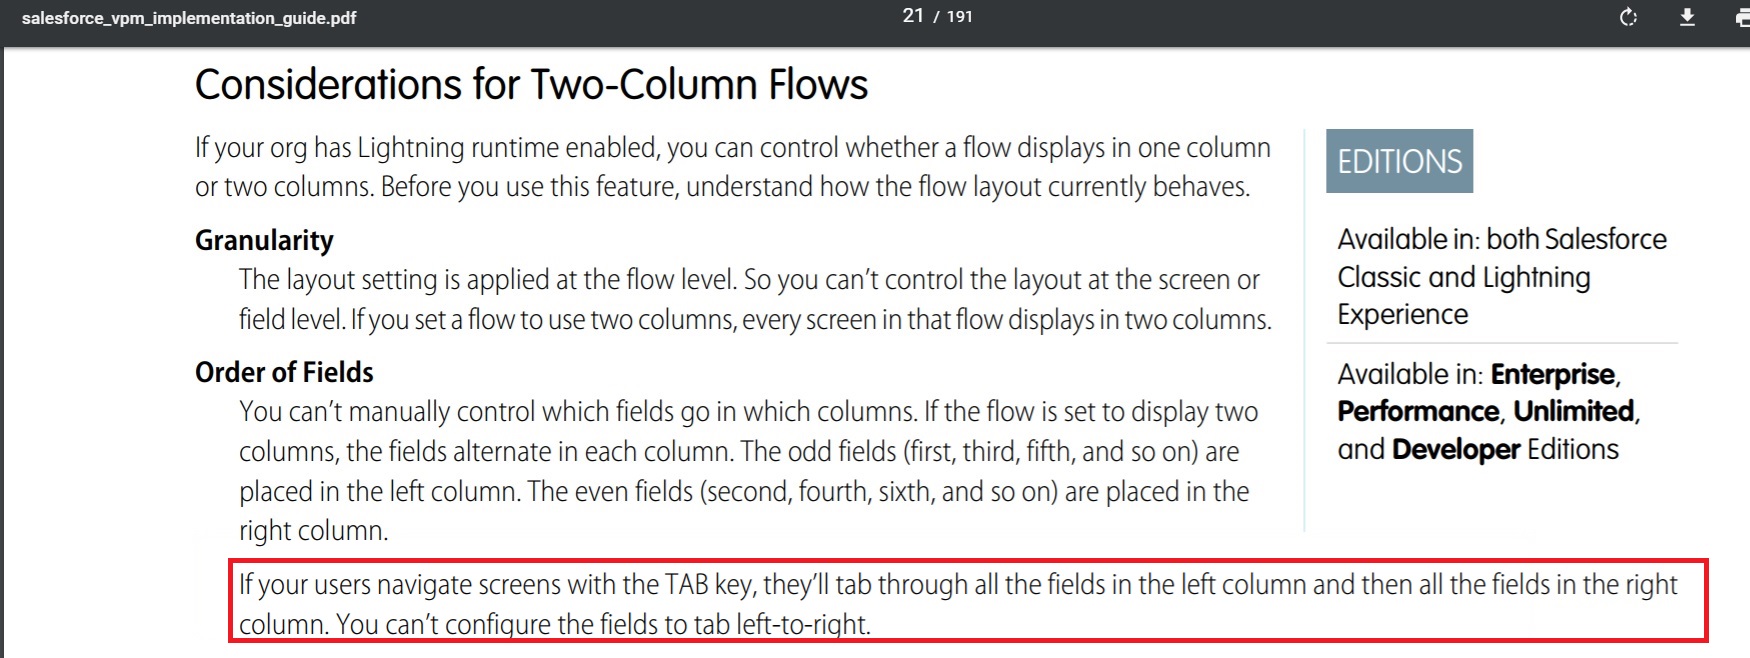 salesforce_vpm_implementation_guide.pdf
21 / 191
Considerations for Two-Column Flows
If your org has Lightning runtime enabled, you can control whether a flow displays in one column
or two columns. Before you use this feature, understand how the flow layout currently behaves.
Granularity
The layout setting is applied at the flow level. So you can’t control the layout at the screen or
field level. If you set a flow to use two columns, every screen in that flow displays in two columns.
Order of Fields
You can’t manually control which fields go in which columns. If the flow is set to display two
columns, the fields alternate in each column. The odd fields (first, third, fifth, and so on) are
placed in the left column. The even fields (second, fourth, sixth, and so on) are placed in the
right column.
If your users navigate screens with the TAB key, they’ll tab through all the fields in the left column and then all the fields in the right
column. You can’t configure the fields to tab left-to-right.
EDITIONS
Available in: both Salesforce
Classic and Lightning
Experience
Available in: Enterprise,
Performance, Unlimited,
and Developer Editions